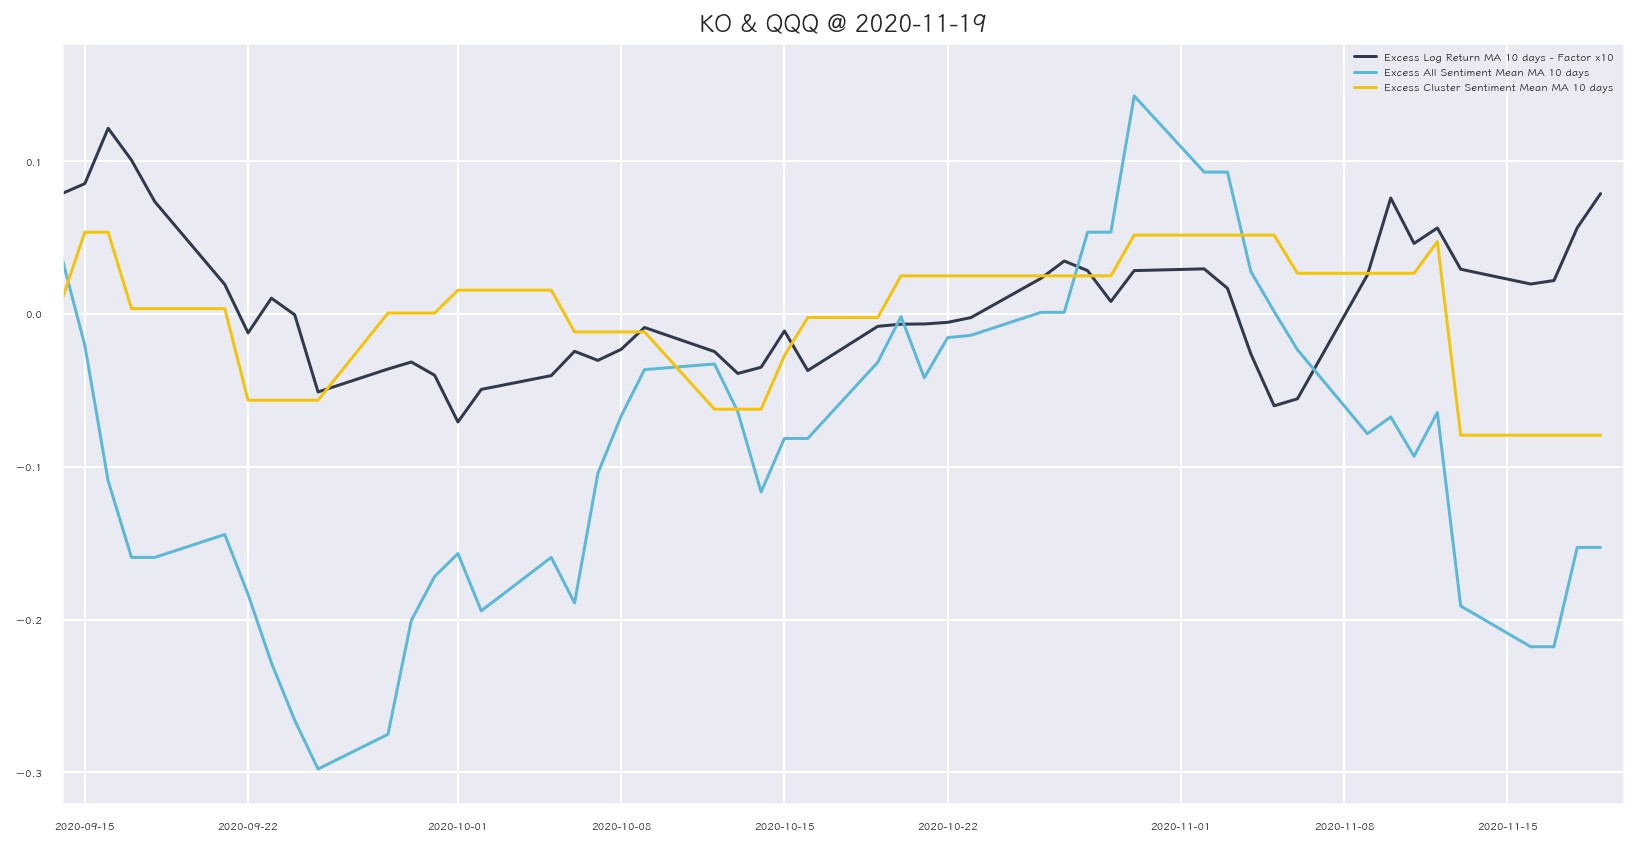 KO & QQQ @ 2020-11-19
Excess Log Return MA 10 days - Factor x10
Excess All Sentiment Mean MA 10 days
Excess Cluster Sentiment Mean MA 10 days
0.1
0.0
−0.1
−0.2
−0.3
2020-09-15 2020-09-22 2020-10-01 2020-10-08 2020-10-15 2020-10-22 2020-11-01 2020-11-08 2020-11-15